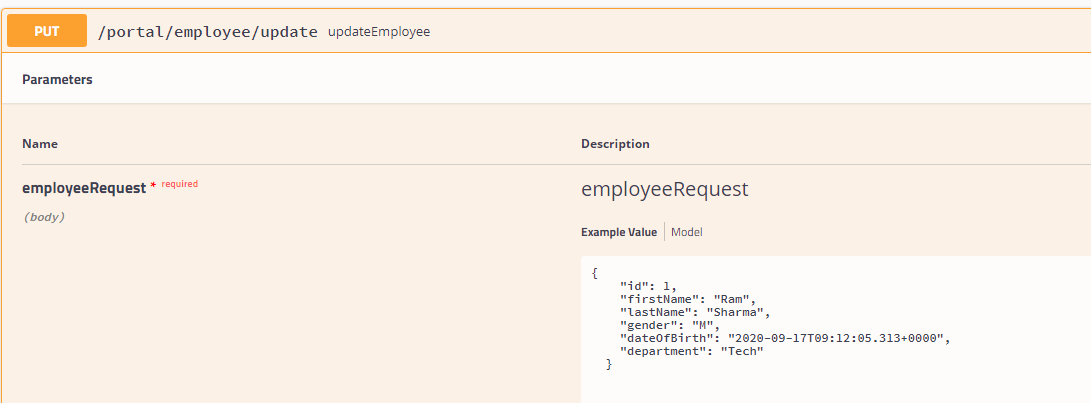 PUT /portal/employee/update updateEmployee
Parameters
Name Description
employeeRequest * required employeeRequest
(body)
Example Value Model
{
"id": 1,
"firstName": "Ram",
"lastName": "Sharma",
"gender": "M",
"dateOfBirth": "2020-09-17T09:12:05.313+0000",
"department": "Tech"
}